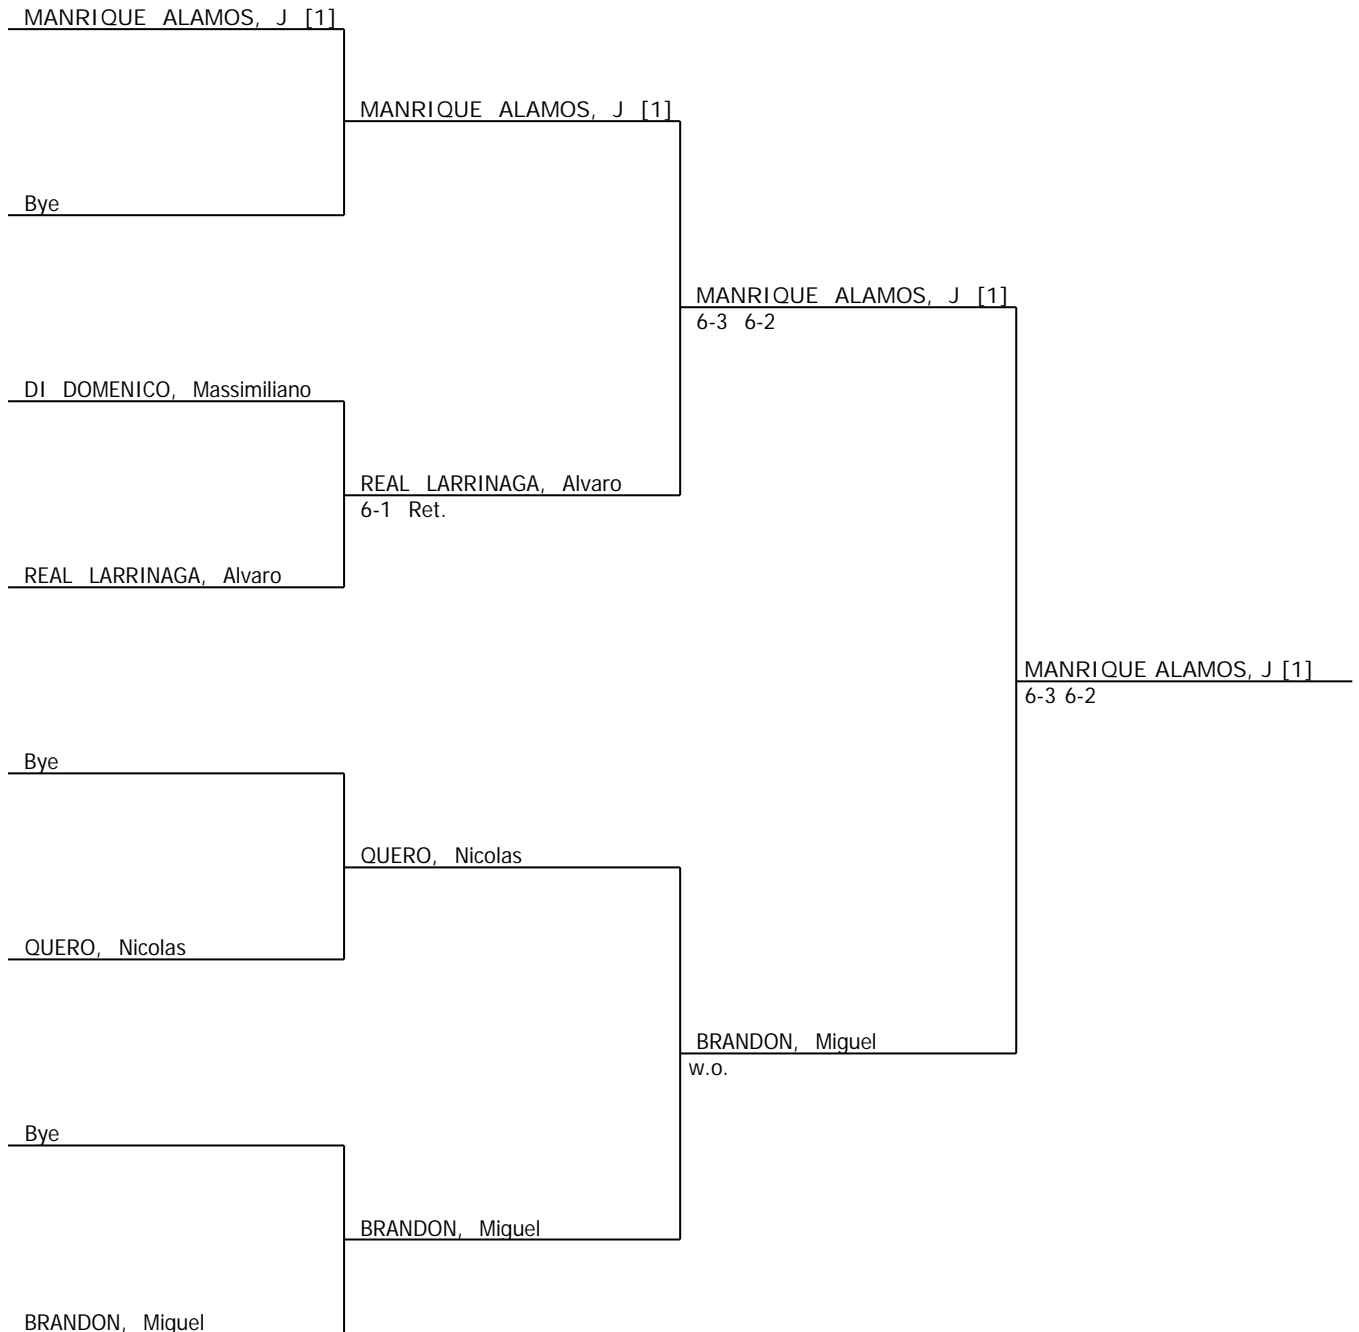 MANRIQUE ALAMOS, J [1]
MANRIQUE ALAMOS, J [1]
Bye
MANRIQUE ALAMOS, J [1]
6-3 6-2
DI DOMENICO, Massimiliano
REAL LARRINAGA, Alvaro
6-1 Ret.
REAL LARRINAGA, Alvaro
MANRIQUE ALAMOS, J [1]
6-3 6-2
Bye
QUERO, Nicolas
QUERO, Nicolas
BRANDON, Miguel
w.o.
Bye
BRANDON, Miguel
BRANDON, Miguel